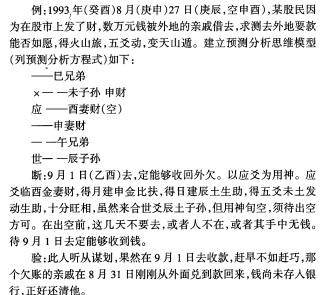 例:1993年(癸酉)8月(庚申)27日(庚辰,空申酉),某股民因
为在股市上发了财,数万元钱被外地的亲戚借去,求测去外地要款
能否如愿,得火山旅,五爻动,变天山遁。建立预测分析思维模型
(列预测分析方程式)如下:
——巳兄弟
×— —未子孙 申财
应 ——酉妻财(空)
——申妻财
— —午兄弟
世— —辰子孙
断:9月1日(乙酉)去,定能够收回外欠。以应爻为用神。应
爻临酉金妻财,得月建申金比扶,得日建辰土生助,得五爻未土发
动生助,十分旺相,虽然来合世爻辰土子孙,但用神旬空,须待出空
方可。在出空前,这几天不要去,或者人不在,或者其手中无钱。
待9月1日去定能够收到钱。
验:此人听从谋划,果然在9月1日去收款,赶早不如赶巧,那
个欠账的亲戚在8月31日刚刚从外面兑到款回来,钱尚未存人银
行,正好还清他。